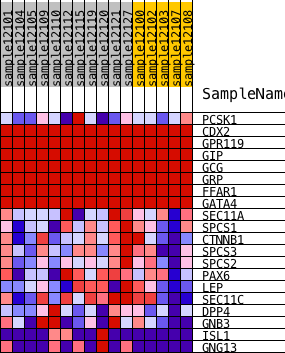 sample12101
sample12104
sample12105
sample12109
sample12110
sample12112
sample12115
sample12119
sample12120
sample12121
sample12122
sample12100
sample12102
sample12103
sample12107
sample12108
SampleName
PCSK1
CDX2
GPR119
GIP
GCG
GRP
FFAR1
GATA4
SEC11A
SPCS1
CTNNB1
SPCS3
SPCS2
PAX6
LEP
SEC11C
DPP4
GNB3
ISL1
GNG13